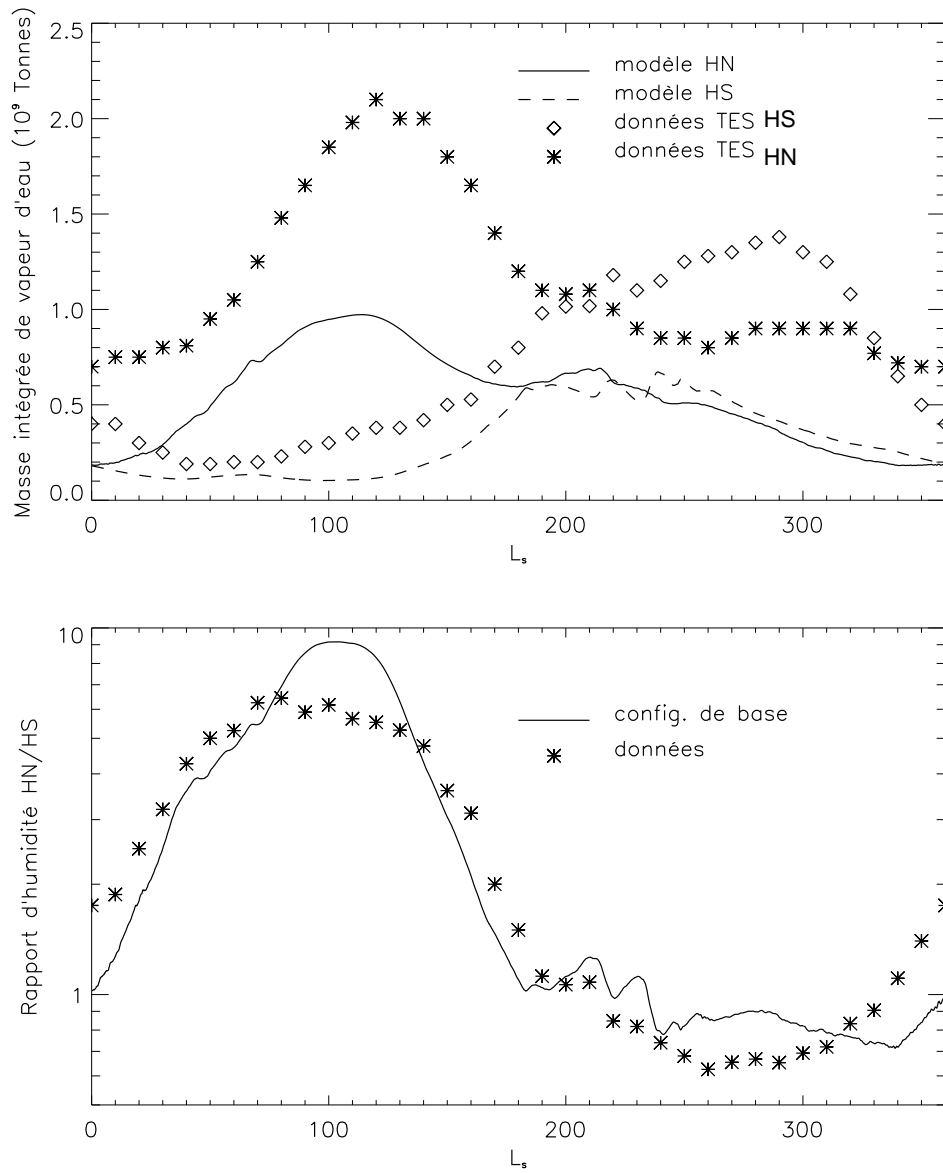 2.5
2.0
1.5
1.0
0.5
0.0
Masse intégrée de vapeur d'eau (10⁹ Tonnes)
modèle HN
modèle HS
données TES HS
données TES HN
0 100 200 300
Lₛ
10
1
Rapport d'humidité HN/HS
config. de base
données
0 100 200 300
Lₛ